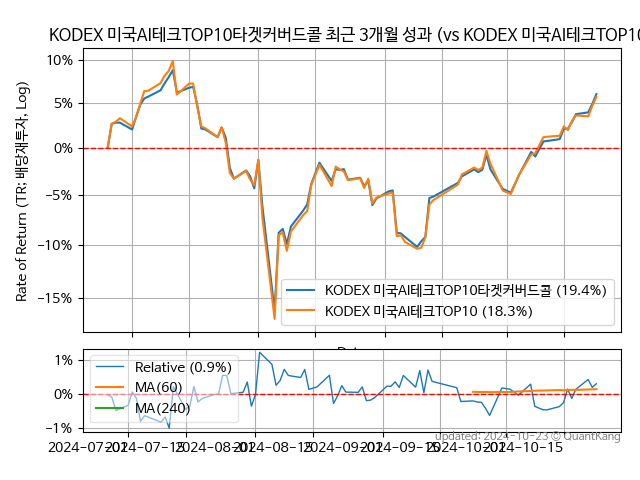 KODEX 미국AI테크TOP10타겟커버드콜 최근 3개월 성과 (vs KODEX 미국AI테크TOP10
Rate of Return (TR: 배당재투자, Log)
10%
5%
0%
−5%
−10%
−15%
KODEX 미국AI테크TOP10타겟커버드콜 (19.4%)
KODEX 미국AI테크TOP10 (18.3%)
1%
0%
−1%
Relative (0.9%)
MA(60)
MA(240)
2024-07-01 2024-07-15 2024-08-01 2024-08-15 2024-09-01 2024-09-15 2024-10-01 2024-10-15
updated: 2024-10-23 © QuantKang